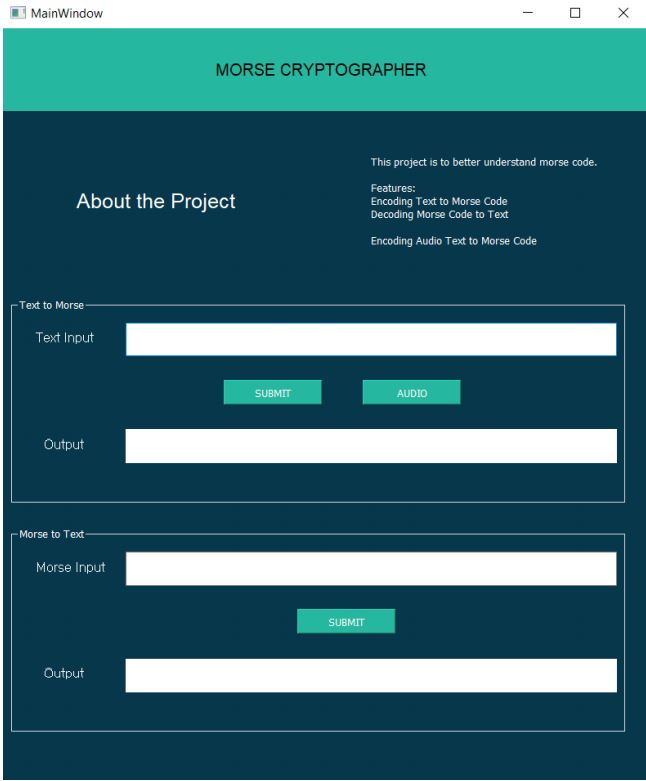 MainWindow
MORSE CRYPTOGRAPHER
About the Project
This project is to better understand morse code.
Features:
Encoding Text to Morse Code
Decoding Morse Code to Text
Encoding Audio Text to Morse Code
Text to Morse
Text Input
SUBMIT
AUDIO
Output
Morse to Text
Morse Input
SUBMIT
Output